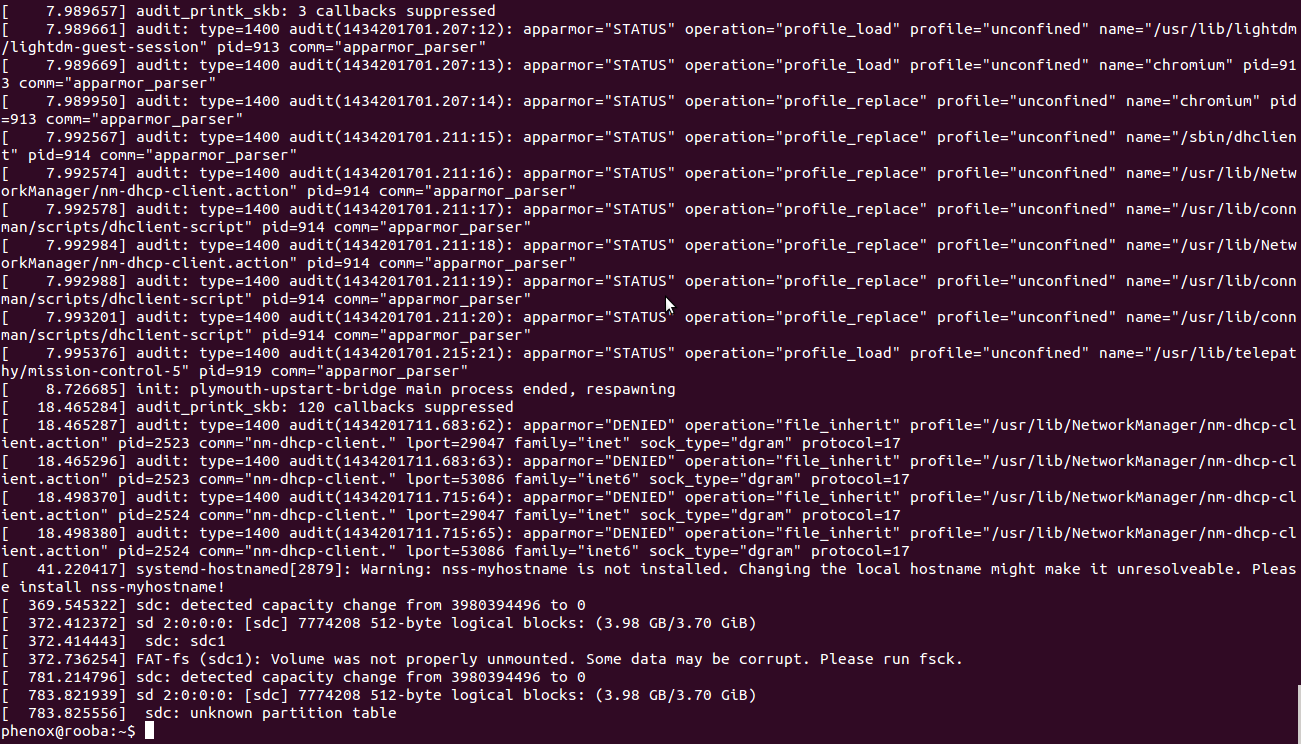 [    7.989657] audit_printk_skb: 3 callbacks suppressed
[    7.989661] audit: type=1400 audit(1434201701.207:12): apparmor="STATUS" operation="profile_load" profile="unconfined" name="/usr/lib/lightdm
/lightdm-guest-session" pid=913 comm="apparmor_parser"
[    7.989669] audit: type=1400 audit(1434201701.207:13): apparmor="STATUS" operation="profile_load" profile="unconfined" name="chromium" pid=91
3 comm="apparmor_parser"
[    7.989950] audit: type=1400 audit(1434201701.207:14): apparmor="STATUS" operation="profile_replace" profile="unconfined" name="chromium" pid
=913 comm="apparmor_parser"
[    7.992567] audit: type=1400 audit(1434201701.211:15): apparmor="STATUS" operation="profile_replace" profile="unconfined" name="/sbin/dhclien
t" pid=914 comm="apparmor_parser"
[    7.992574] audit: type=1400 audit(1434201701.211:16): apparmor="STATUS" operation="profile_replace" profile="unconfined" name="/usr/lib/Netw
orkManager/nm-dhcp-client.action" pid=914 comm="apparmor_parser"
[    7.992578] audit: type=1400 audit(1434201701.211:17): apparmor="STATUS" operation="profile_replace" profile="unconfined" name="/usr/lib/conn
man/scripts/dhclient-script" pid=914 comm="apparmor_parser"
[    7.992984] audit: type=1400 audit(1434201701.211:18): apparmor="STATUS" operation="profile_replace" profile="unconfined" name="/usr/lib/Netw
orkManager/nm-dhcp-client.action" pid=914 comm="apparmor_parser"
[    7.992988] audit: type=1400 audit(1434201701.211:19): apparmor="STATUS" operation="profile_replace" profile="unconfined" name="/usr/lib/conn
man/scripts/dhclient-script" pid=914 comm="apparmor_parser"
[    7.993201] audit: type=1400 audit(1434201701.211:20): apparmor="STATUS" operation="profile_replace" profile="unconfined" name="/usr/lib/conn
man/scripts/dhclient-script" pid=914 comm="apparmor_parser"
[    7.995376] audit: type=1400 audit(1434201701.215:21): apparmor="STATUS" operation="profile_load" profile="unconfined" name="/usr/lib/telepat
hy/mission-control-5" pid=919 comm="apparmor_parser"
[    8.726685] init: plymouth-upstart-bridge main process ended, respawning
[   18.465284] audit_printk_skb: 120 callbacks suppressed
[   18.465287] audit: type=1400 audit(1434201711.683:62): apparmor="DENIED" operation="file_inherit" profile="/usr/lib/NetworkManager/nm-dhcp-cl
ient.action" pid=2523 comm="nm-dhcp-client." lport=29047 family="inet" sock_type="dgram" protocol=17
[   18.465296] audit: type=1400 audit(1434201711.683:63): apparmor="DENIED" operation="file_inherit" profile="/usr/lib/NetworkManager/nm-dhcp-cl
ient.action" pid=2523 comm="nm-dhcp-client." lport=53086 family="inet6" sock_type="dgram" protocol=17
[   18.498370] audit: type=1400 audit(1434201711.715:64): apparmor="DENIED" operation="file_inherit" profile="/usr/lib/NetworkManager/nm-dhcp-cl
ient.action" pid=2524 comm="nm-dhcp-client." lport=29047 family="inet" sock_type="dgram" protocol=17
[   18.498380] audit: type=1400 audit(1434201711.715:65): apparmor="DENIED" operation="file_inherit" profile="/usr/lib/NetworkManager/nm-dhcp-cl
ient.action" pid=2524 comm="nm-dhcp-client." lport=53086 family="inet6" sock_type="dgram" protocol=17
[   41.220417] systemd-hostnamed[2879]: Warning: nss-myhostname is not installed. Changing the local hostname might make it unresolveable. Pleas
e install nss-myhostname!
[  369.545322] sdc: detected capacity change from 3980394496 to 0
[  372.412372] sd 2:0:0:0: [sdc] 7774208 512-byte logical blocks: (3.98 GB/3.70 GiB)
[  372.414443]  sdc: sdc1
[  372.736254] FAT-fs (sdc1): Volume was not properly unmounted. Some data may be corrupt. Please run fsck.
[  781.214796] sdc: detected capacity change from 3980394496 to 0
[  783.821939] sd 2:0:0:0: [sdc] 7774208 512-byte logical blocks: (3.98 GB/3.70 GiB)
[  783.825556]  sdc: unknown partition table
phenox@rooba:~$